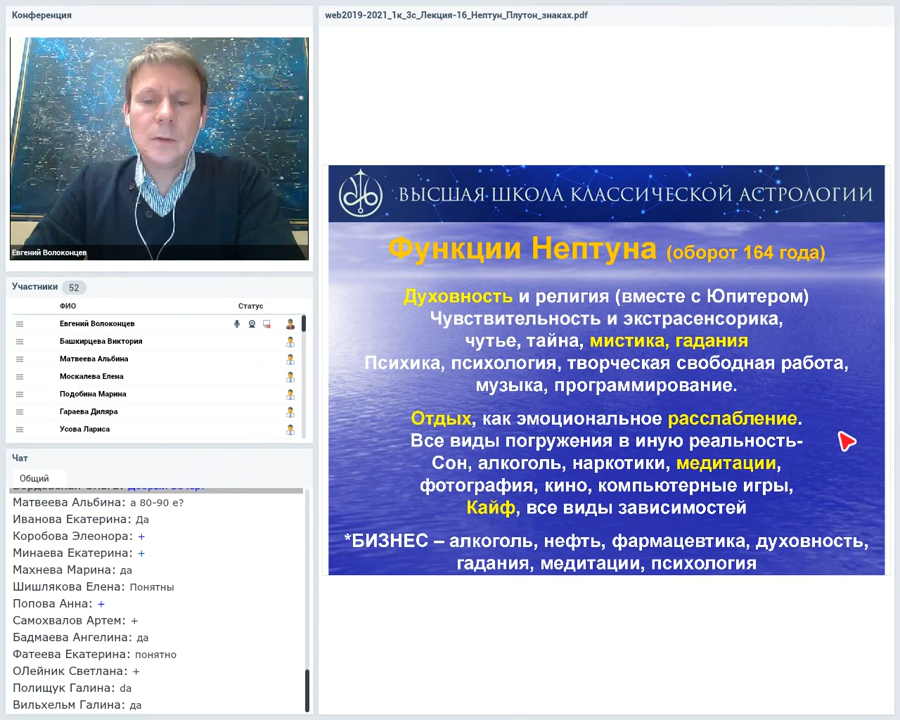 Конференция
Евгений Волоконцев
Участники 52
ФИО Статус
Евгений Волоконцев
Башкирцева Виктория
Матвеева Альбина
Москалева Елена
Подобина Марина
Гараева Диляра
Усова Лариса
Чат
Общий
Матвеева Альбина: а 80-90 е?
Иванова Екатерина: Да
Коробова Элеонора: +
Минаева Екатерина: +
Махнева Марина: да
Шишлякова Елена: Понятны
Попова Анна: +
Самохвалов Артем: +
Бадмаева Ангелина: да
Фатеева Екатерина: понятно
ОЛейник Светлана: +
Полищук Галина: da
Вильхельм Галина: да
web2019-2021_1к_3с_Лекция-16_Нептун_Плутон_знаках.pdf
ВЫСШАЯ ШКОЛА КЛАССИЧЕСКОЙ АСТРОЛОГИИ
Функции Нептуна (оборот 164 года)
Духовность и религия (вместе с Юпитером)
Чувствительность и экстрасенсорика,
чутье, тайна, мистика, гадания
Психика, психология, творческая свободная работа,
музыка, программирование.
Отдых, как эмоциональное расслабление.
Все виды погружения в иную реальность-
Сон, алкоголь, наркотики, медитации,
фотография, кино, компьютерные игры,
Кайф, все виды зависимостей
*БИЗНЕС – алкоголь, нефть, фармацевтика, духовность,
гадания, медитации, психология